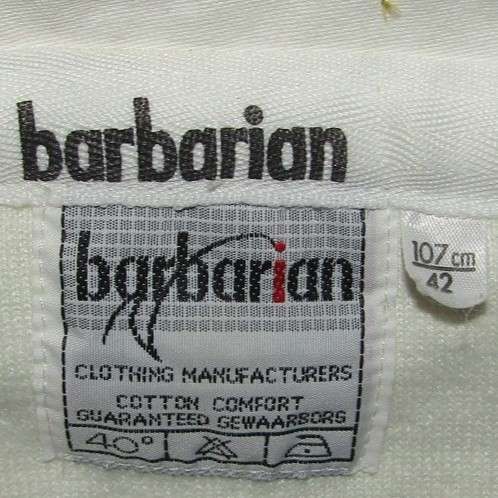 barbarian
barbarian
107 cm
42
CLOTHING MANUFACTURERS
COTTON COMFORT
GUARANTEED GEWAARBORG
40°